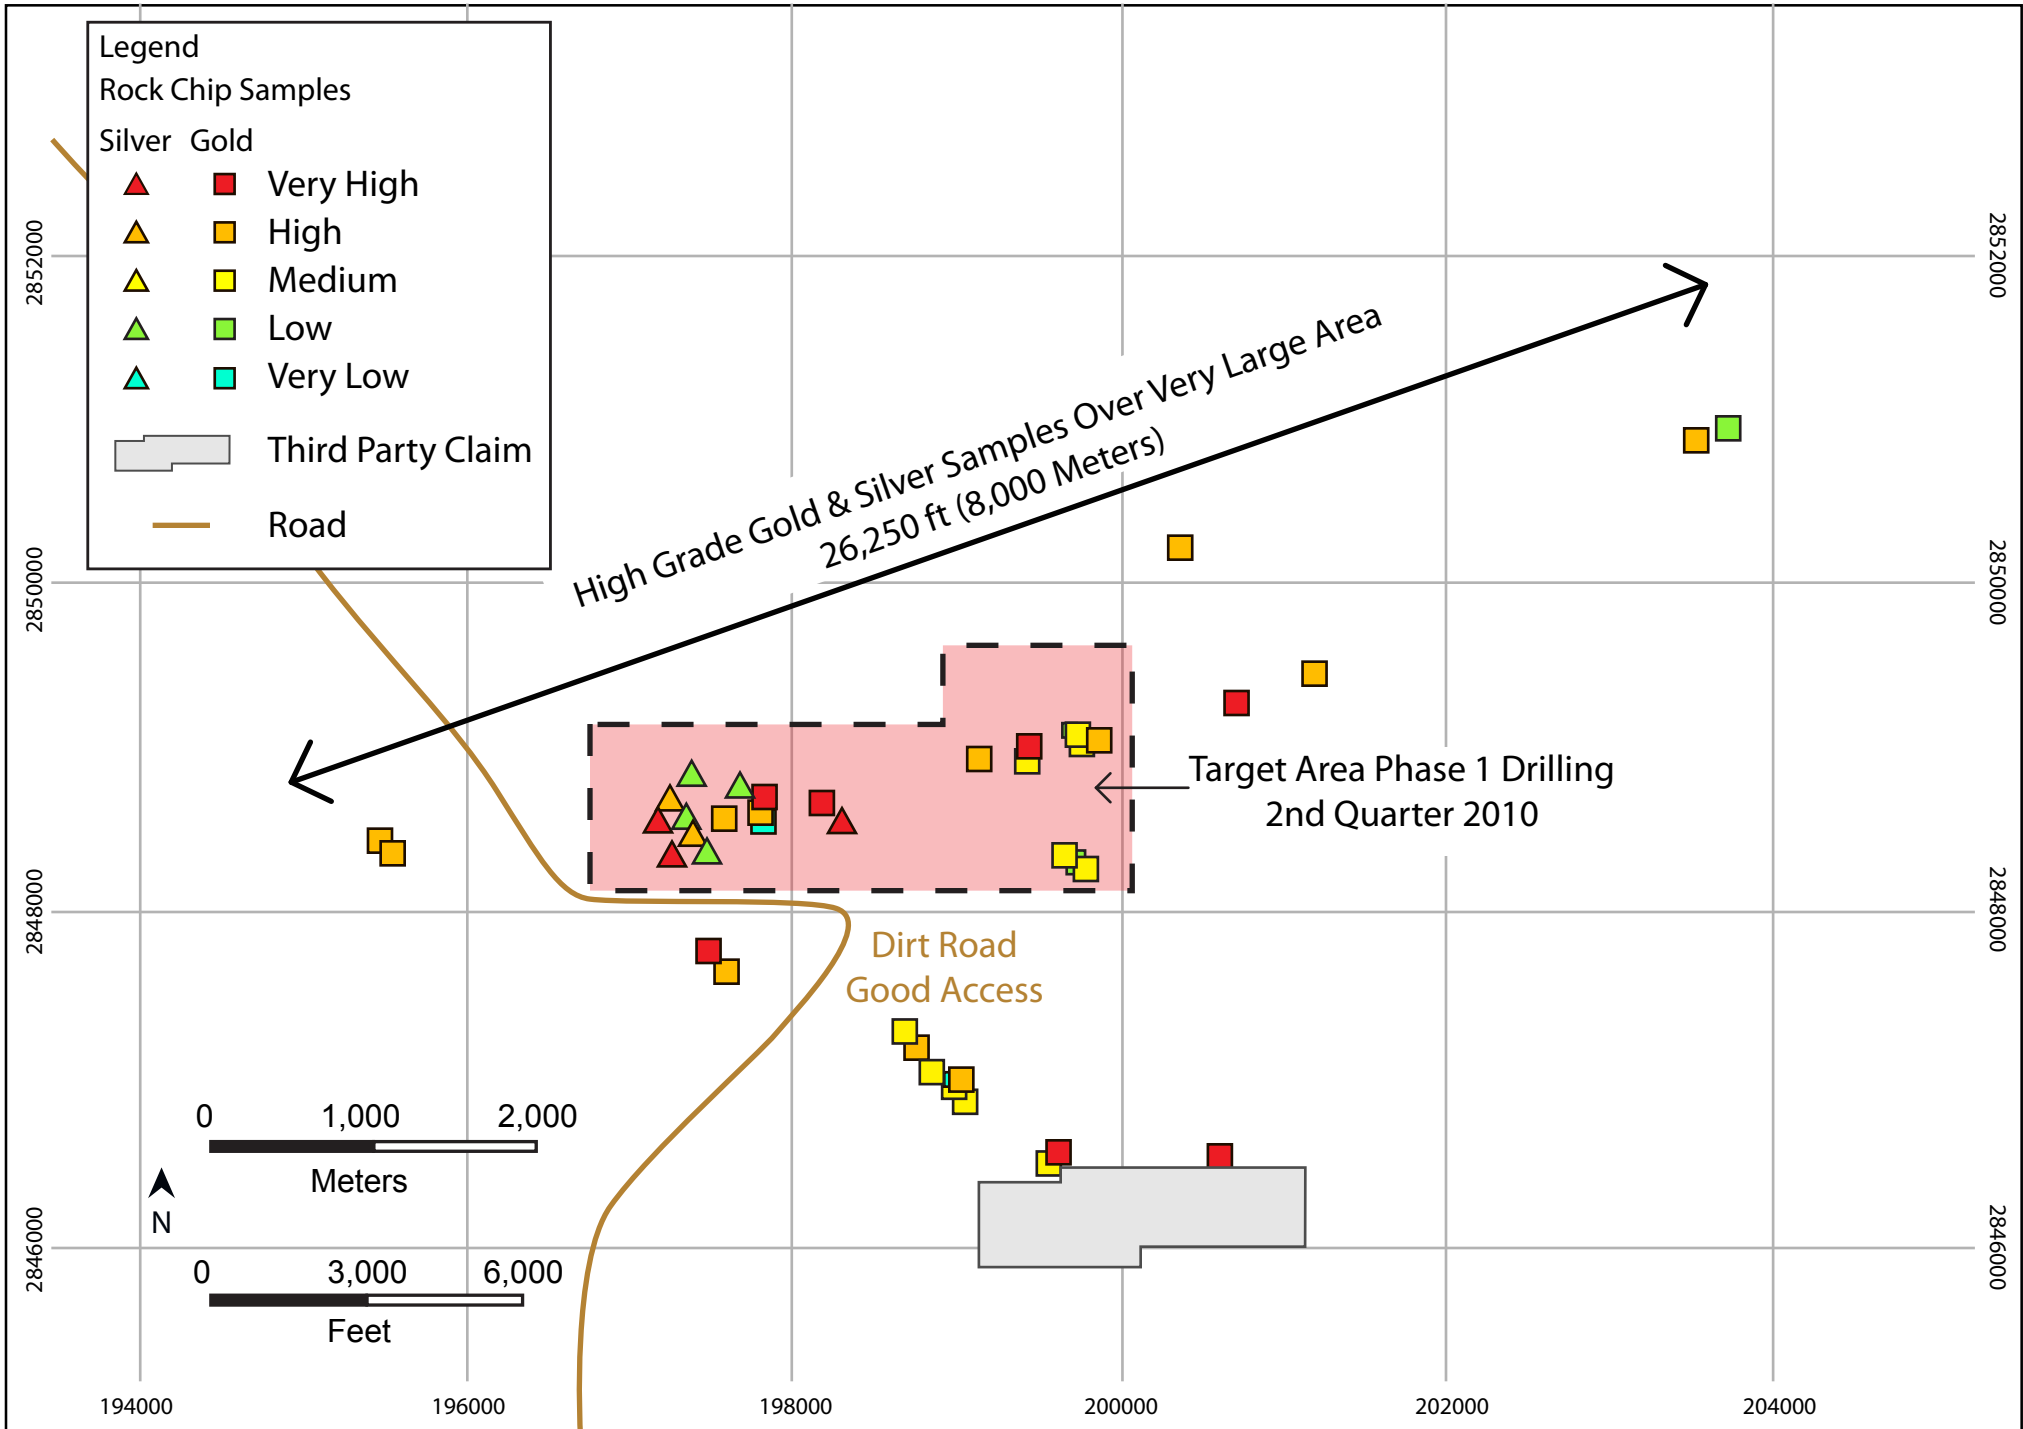 Legend
Rock Chip Samples
Silver Gold
Very High
High
Medium
Low
Very Low
Third Party Claim
Road
2852000
2852000
High Grade Gold & Silver Samples Over Very Large Area
26,250 ft (8,000 Meters)
2850000
2850000
Target Area Phase 1 Drilling
2nd Quarter 2010
2848000
2848000
Dirt Road
Good Access
0 1,000 2,000
Meters
N
0 3,000 6,000
Feet
2846000
2846000
194000 196000 198000 200000 202000 204000